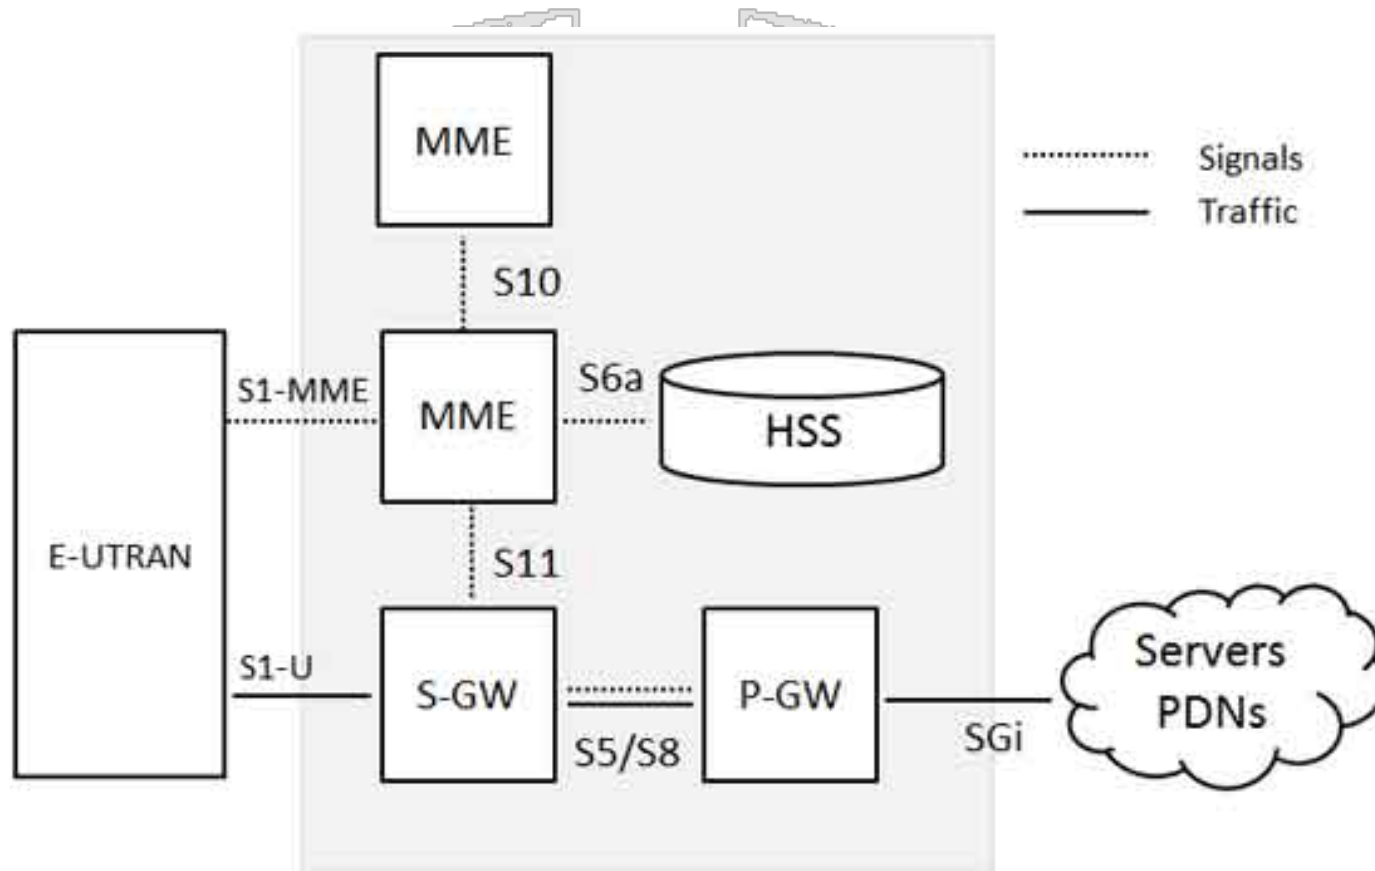 MME
Signals
Traffic
S10
S1-MME
MME
S6a
HSS
E-UTRAN
S11
S1-U
S-GW
S5/S8
P-GW
SGi
Servers
PDNs